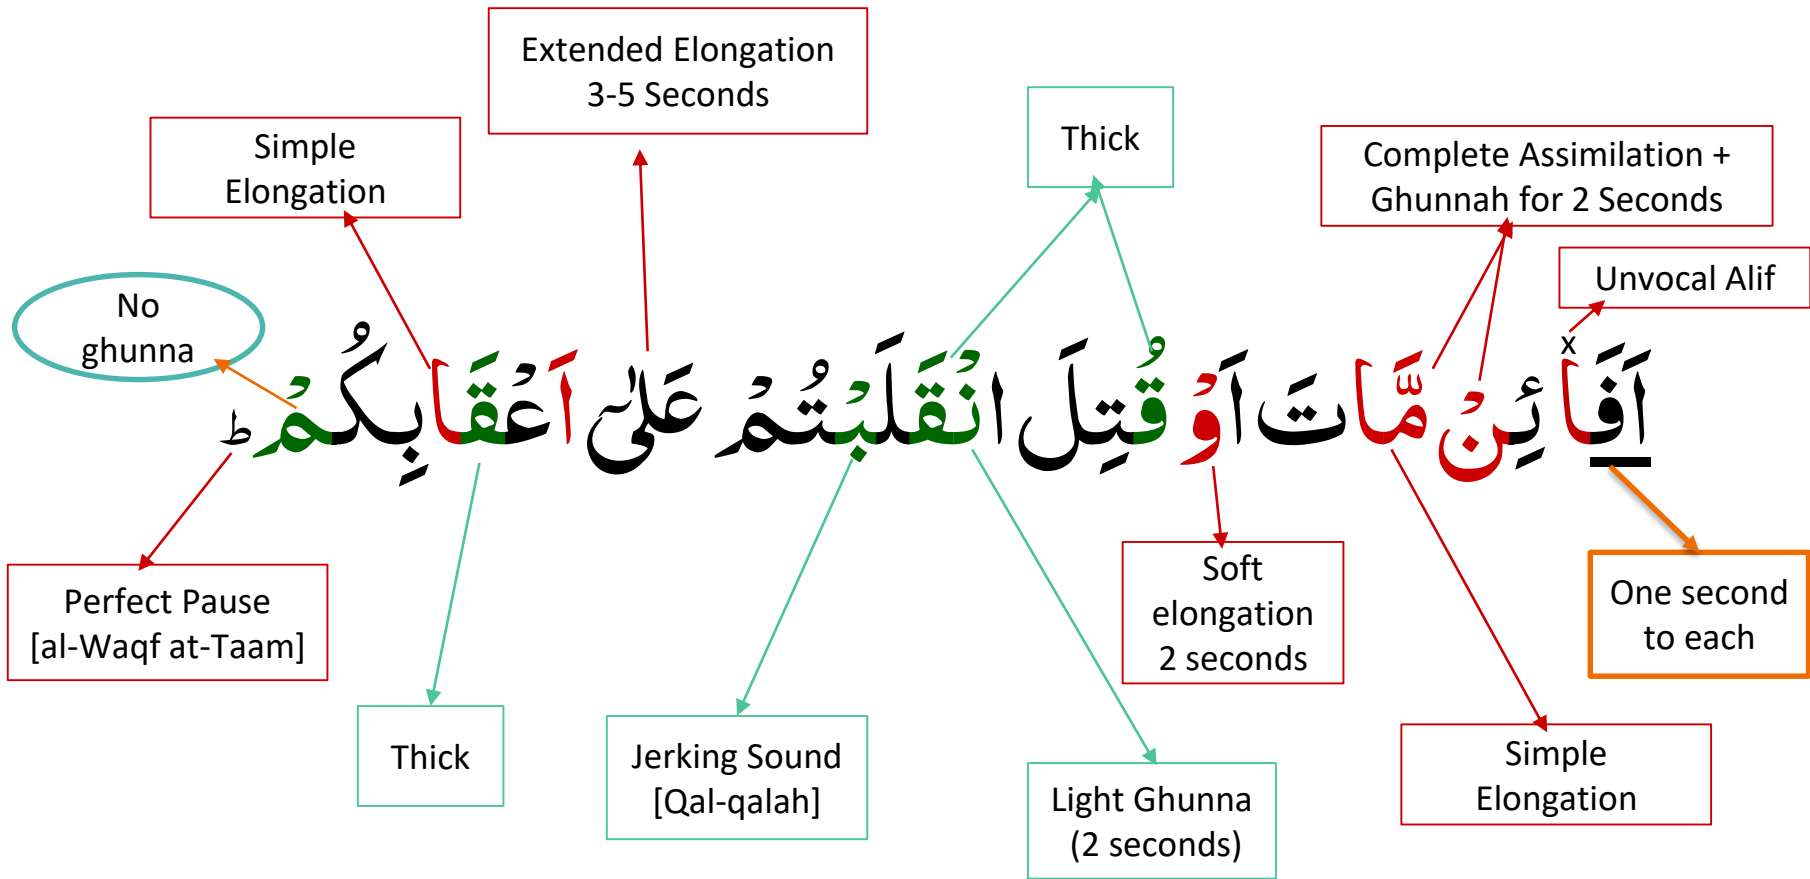 Extended Elongation
3-5 Seconds
Thick
Simple
Elongation
Complete Assimilation +
Ghunnah for 2 Seconds
Unvocal Alif
No
ghunna
x
اَفَا۠ئِنْ مَّاتَ اَوْ قُتِلَ انْقَلَبْتُمْ عَلٰٓى اَعْقَابِكُمْ ؕ
Perfect Pause
[al-Waqf at-Taam]
Thick
Jerking Sound
[Qal-qalah]
Light Ghunna
(2 seconds)
Soft
elongation
2 seconds
One second
to each
Simple
Elongation